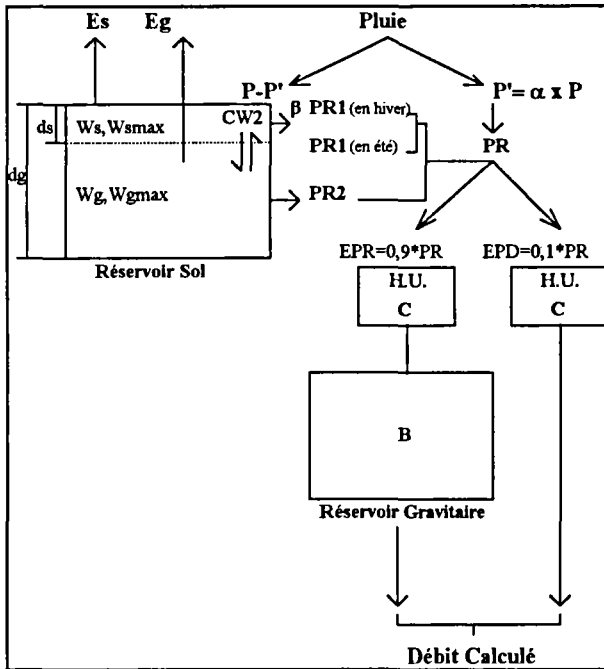 Es Eg Pluie
P-P' P'= α x P
ds Ws, Wsmax CW2 β PR1 (en hiver)
PR1 (en été) PR
dg Wg, Wgmax PR2
Réservoir Sol EPR=0,9*PR EPD=0,1*PR
H.U. H.U.
C C
B
Réservoir Gravitaire
Débit Calculé